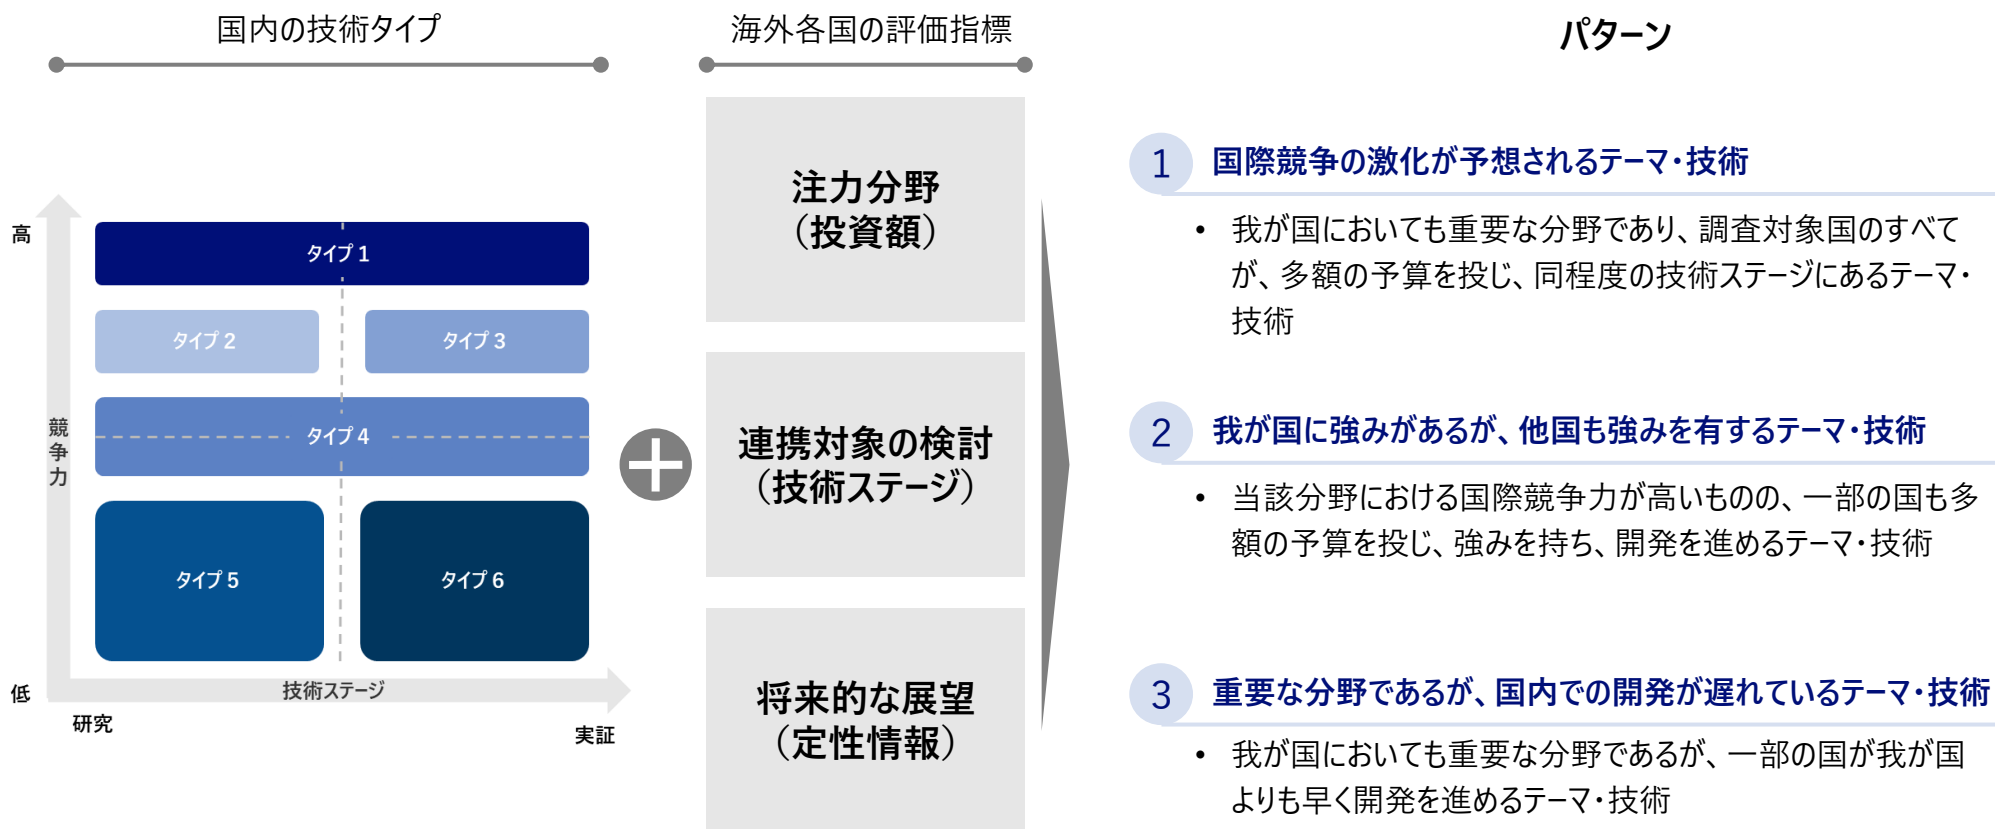 国内の技術タイプ
高
競争力
低
タイプ 1
タイプ 2
タイプ 3
タイプ 4
タイプ 5
タイプ 6
技術ステージ
研究
実証
海外各国の評価指標
注力分野
（投資額）
連携対象の検討
（技術ステージ）
将来的な展望
（定性情報）
パターン
1 国際競争の激化が予想されるテーマ・技術
• 我が国においても重要な分野であり、調査対象国のすべて
が、多額の予算を投じ、同程度の技術ステージにあるテーマ・
技術
2 我が国に強みがあるが、他国も強みを有するテーマ・技術
• 当該分野における国際競争力が高いものの、一部の国も多
額の予算を投じ、強みを持ち、開発を進めるテーマ・技術
3 重要な分野であるが、国内での開発が遅れているテーマ・技術
• 我が国においても重要な分野であるが、一部の国が我が国
よりも早く開発を進めるテーマ・技術